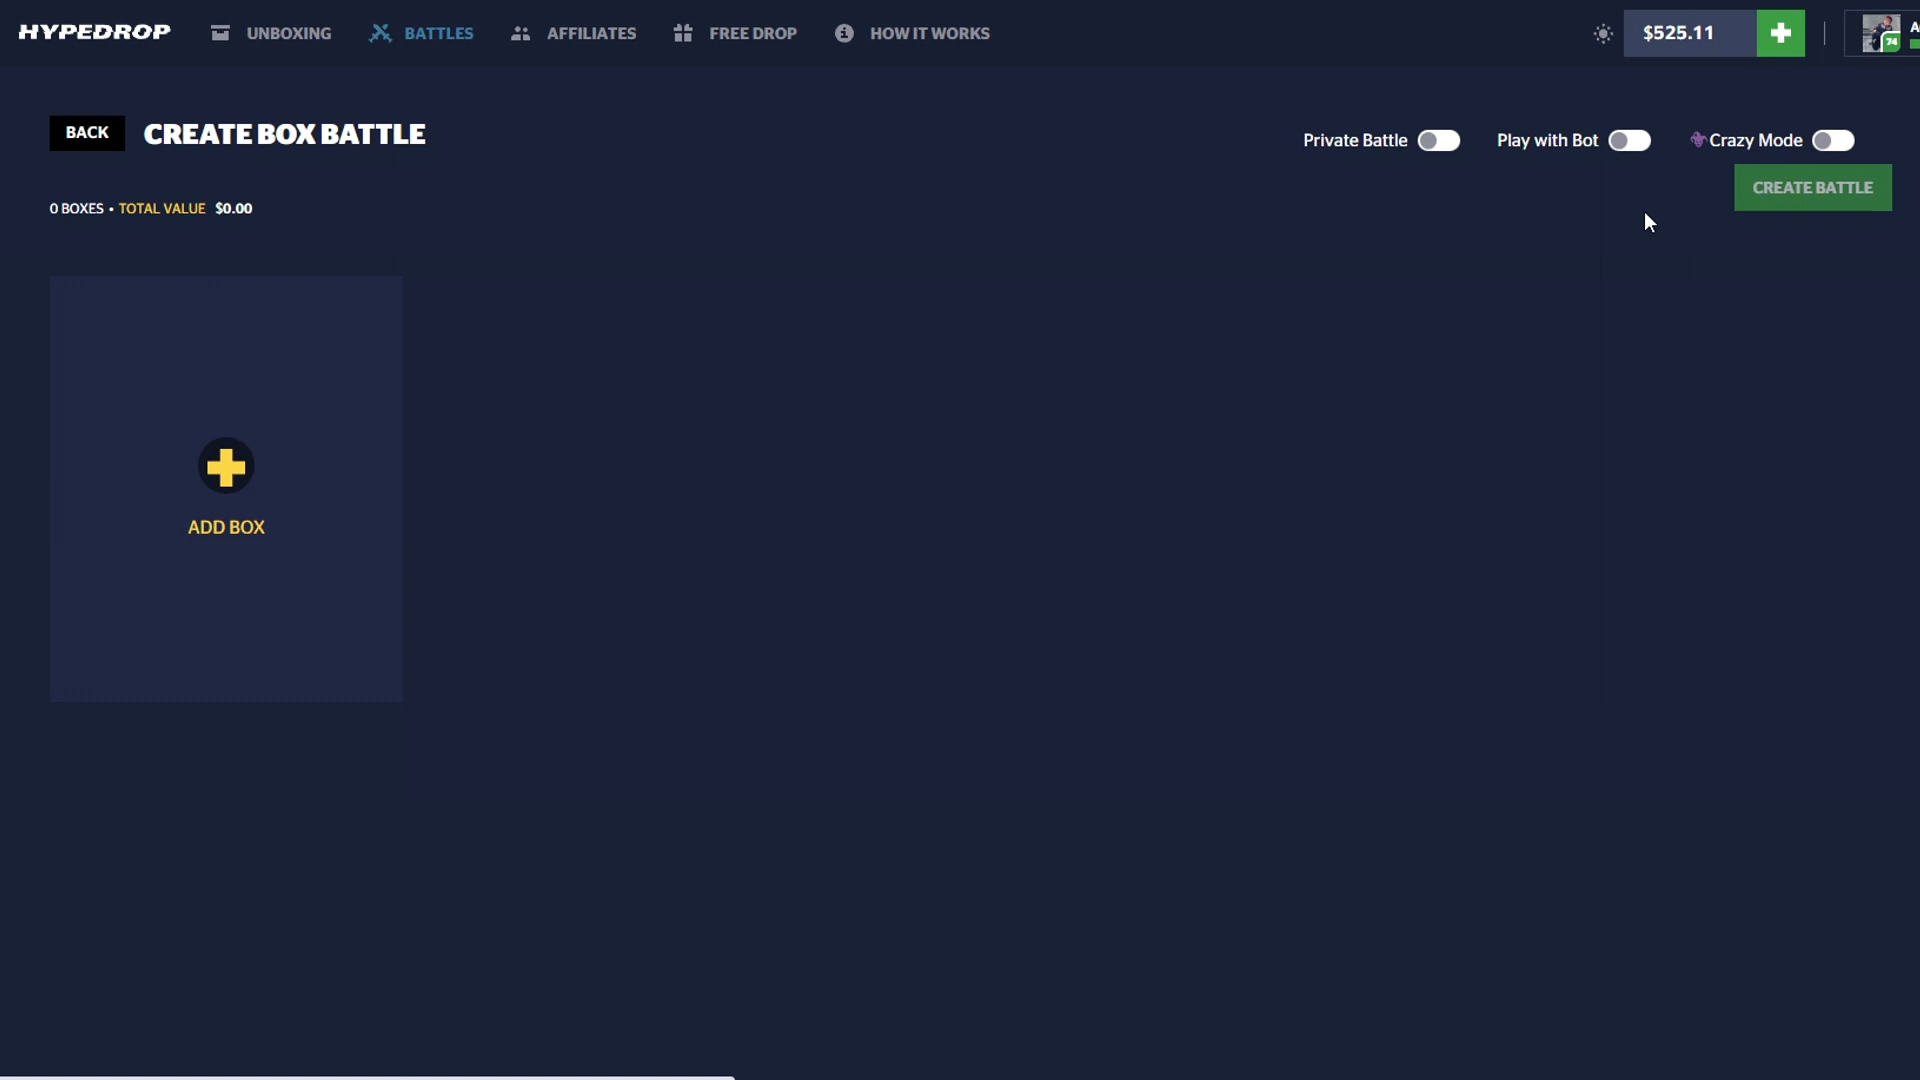 HYPEDROP
UNBOXING
BATTLES
AFFILIATES
FREE DROP
HOW IT WORKS
$525.11
74
BACK
CREATE BOX BATTLE
Private Battle
Play with Bot
Crazy Mode
CREATE BATTLE
0 BOXES • TOTAL VALUE $0.00
ADD BOX